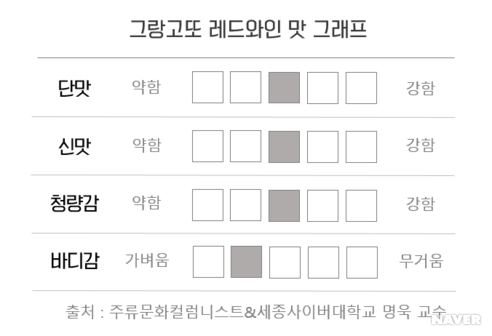 그랑고또 레드와인 맛 그래프
단맛 약함 강함
신맛 약함 강함
청량감 약함 강함
바디감 가벼움 무거움
출처 : 주류문화컬럼니스트&세종사이버대학교 명욱 교수
NAVER